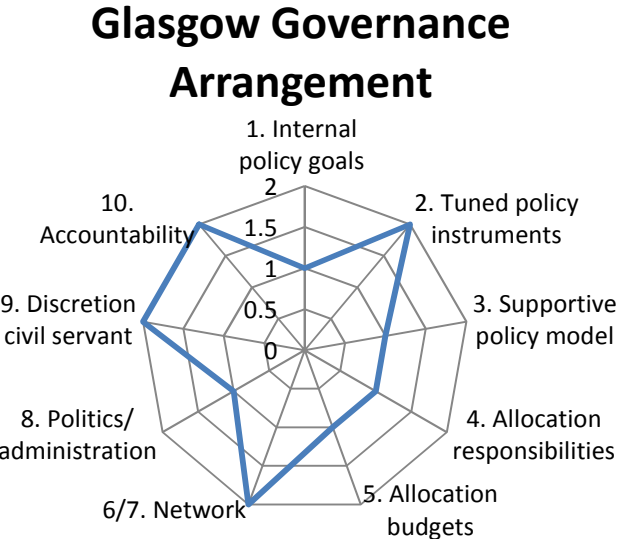 Glasgow Governance
Arrangement
1. Internal
policy goals
2
1.5
1
0.5
0
2. Tuned policy
instruments
3. Supportive
policy model
4. Allocation
responsibilities
5. Allocation
budgets
6/7. Network
8. Politics/
administration
9. Discretion
civil servant
10.
Accountability